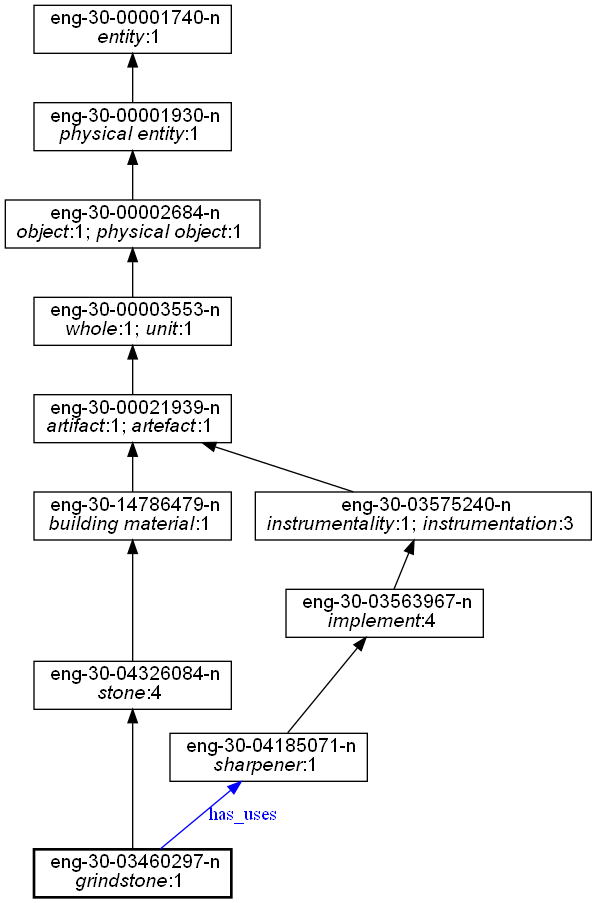 eng-30-00001740-n
entity:1
eng-30-00001930-n
physical entity:1
eng-30-00002684-n
object:1; physical object:1
eng-30-00003553-n
whole:1; unit:1
eng-30-00021939-n
artifact:1; artefact:1
eng-30-14786479-n
building material:1
eng-30-03575240-n
instrumentality:1; instrumentation:3
eng-30-03563967-n
implement:4
eng-30-04326084-n
stone:4
eng-30-04185071-n
sharpener:1
has_uses
eng-30-03460297-n
grindstone:1